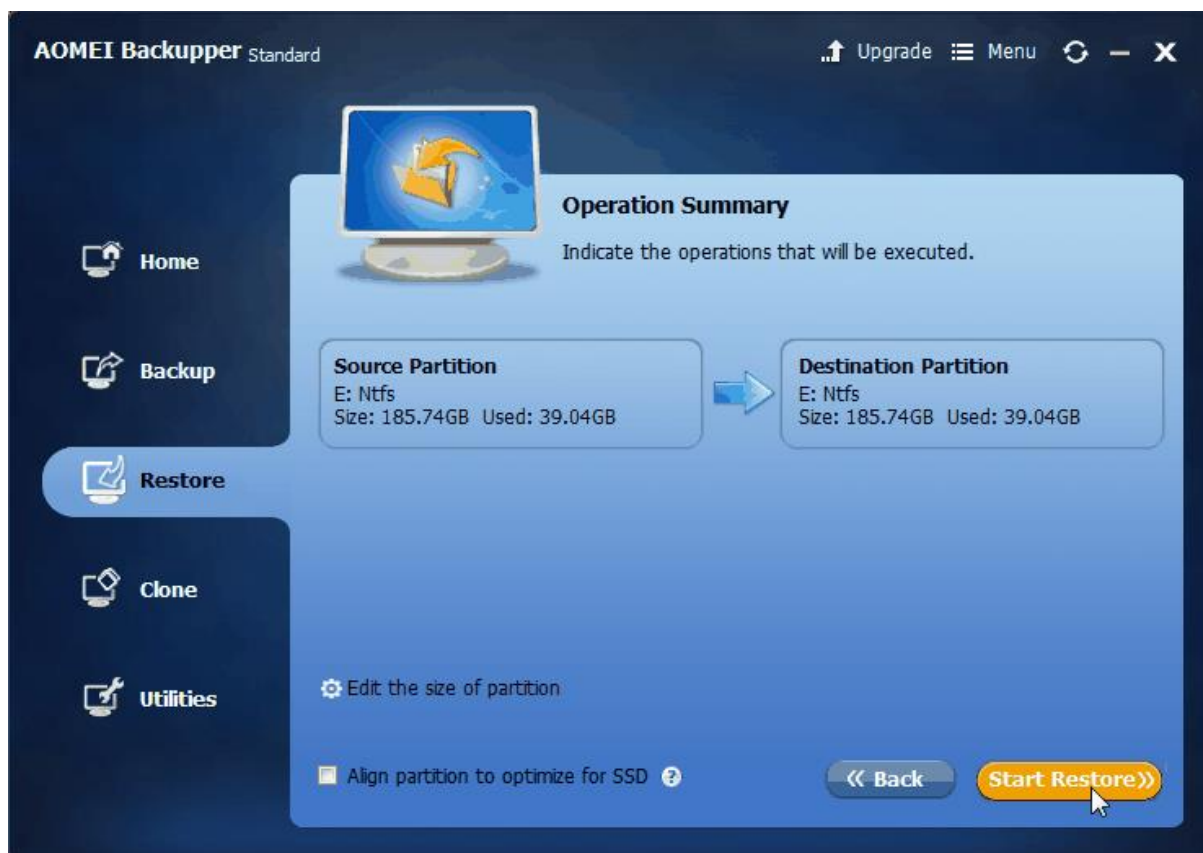 AOMEI Backupper Standard
Upgrade Menu
Operation Summary
Indicate the operations that will be executed.
Home
Backup
Restore
Clone
Utilities
Source Partition
E: Ntfs
Size: 185.74GB Used: 39.04GB
Destination Partition
E: Ntfs
Size: 185.74GB Used: 39.04GB
Edit the size of partition
Align partition to optimize for SSD ?
<< Back
Start Restore>>